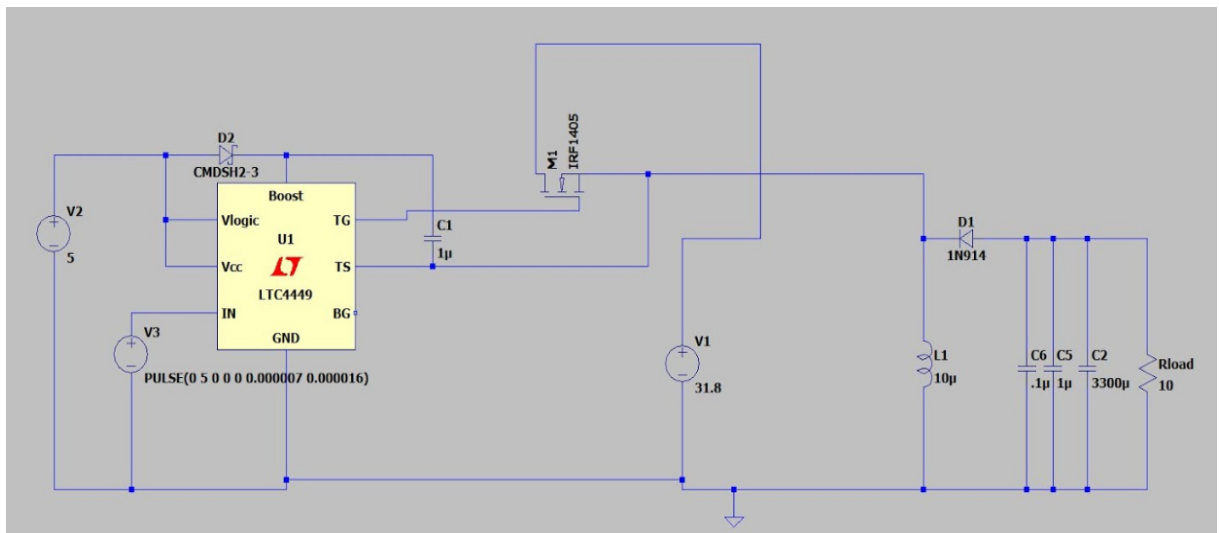 D2
CMDSH2-3
V2
5
Boost
Vlogic
TG
U1
Vcc
TS
LTC4449
IN
BG
GND
C1
1µ
V3
PULSE(0 5 0 0 0 0.000007 0.000016)
M1
IRF1405
V1
31.8
D1
1N914
L1
10µ
C6
.1µ
C5
1µ
C2
3300µ
Rload
10